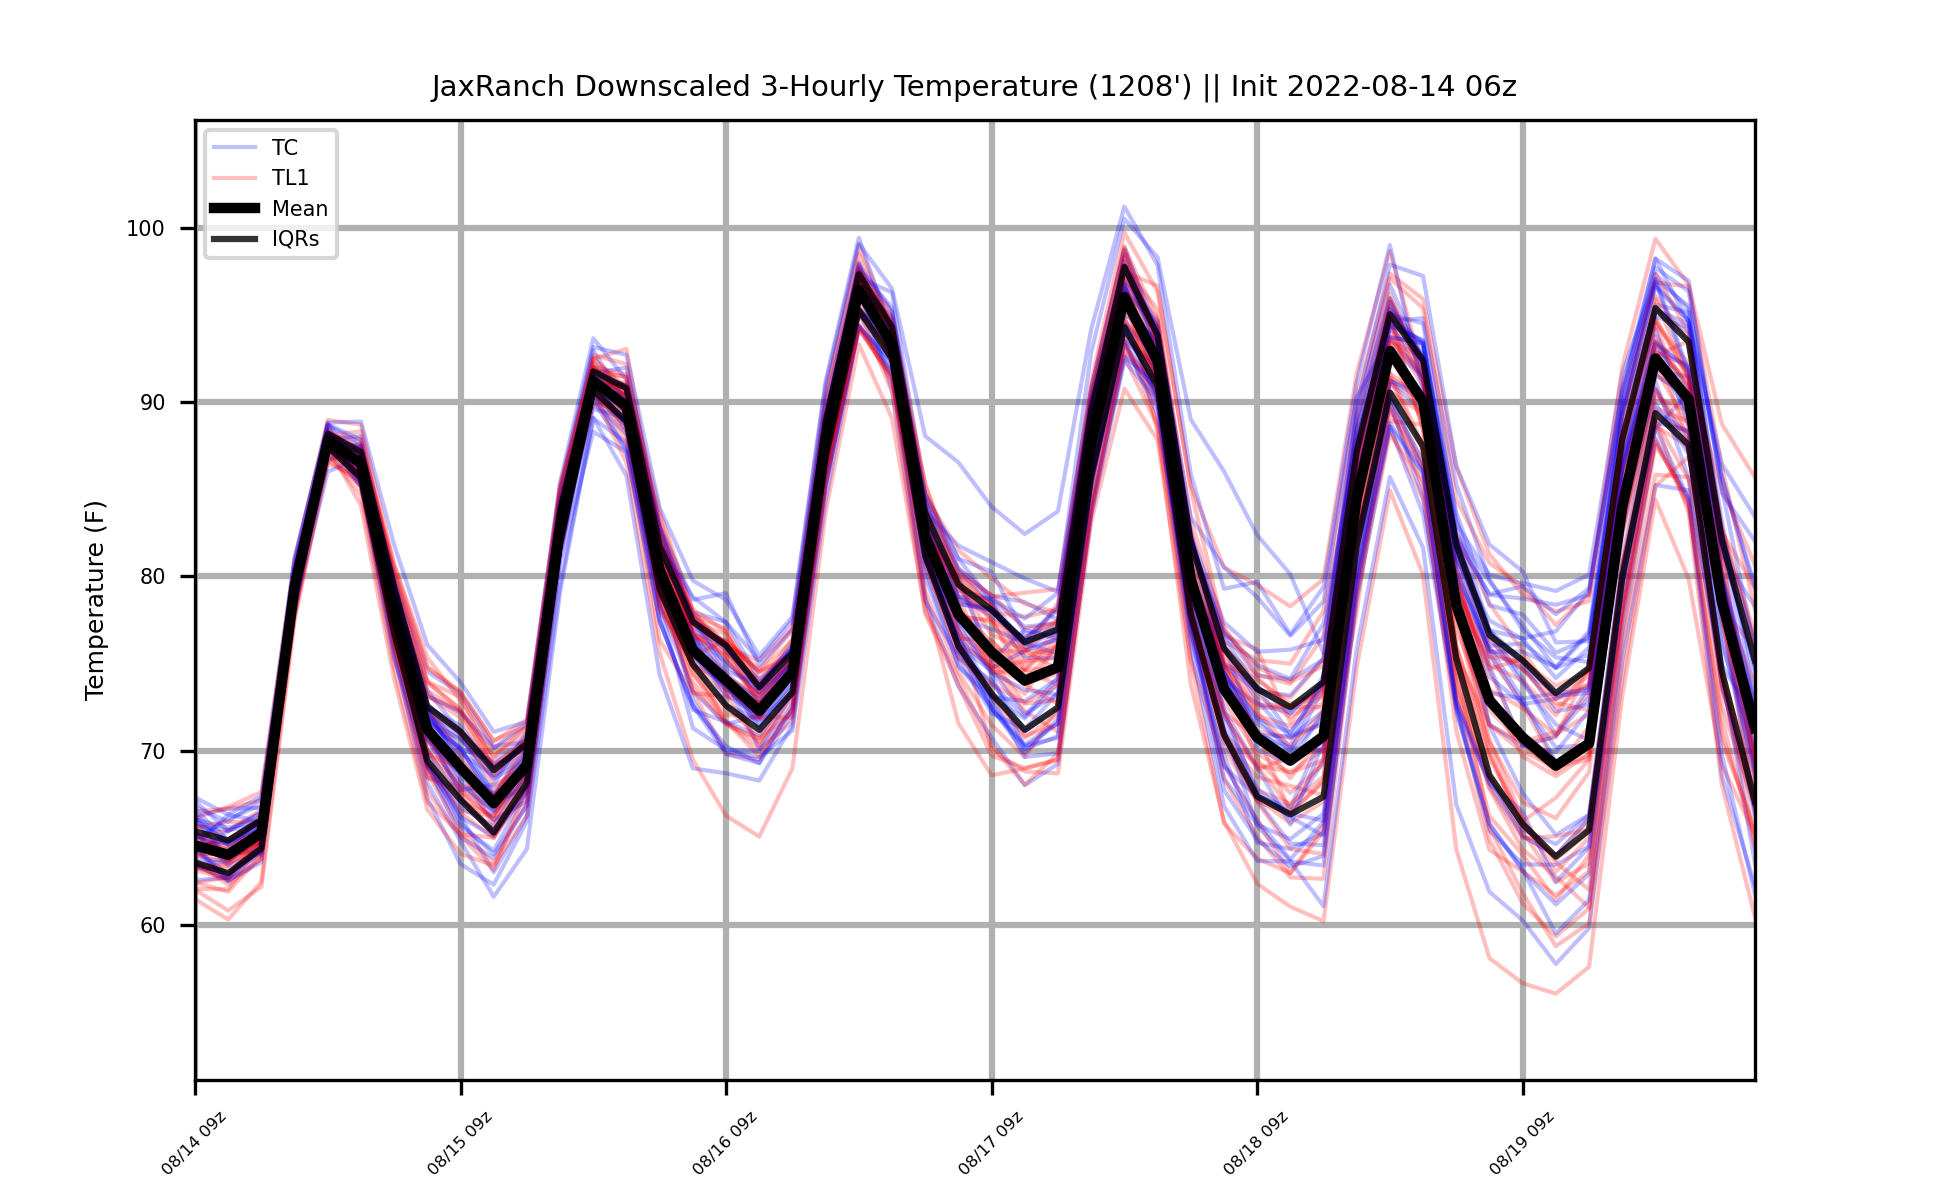 JaxRanch Downscaled 3-Hourly Temperature (1208') || Init 2022-08-14 06z
TC
TL1
Mean
IQRs
Temperature (F)
100
90
80
70
60
08/14 09z
08/15 09z
08/16 09z
08/17 09z
08/18 09z
08/19 09z